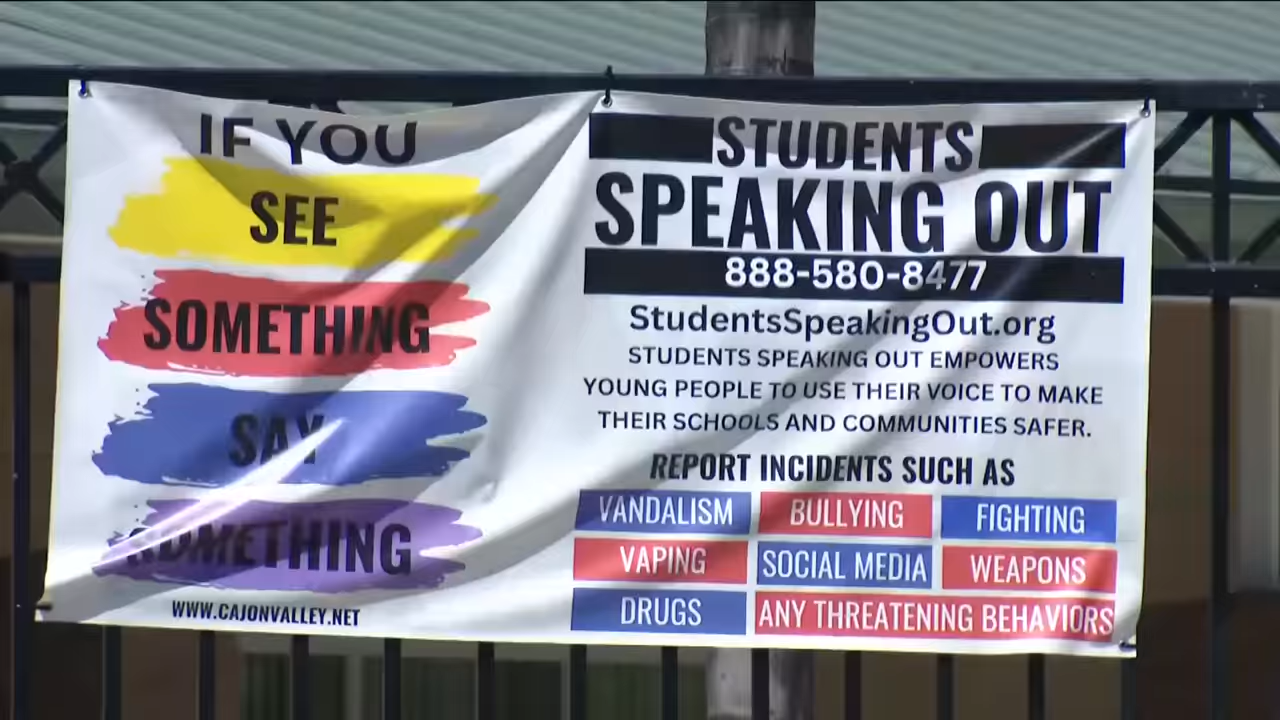 IF YOU
SEE
SOMETHING
SAY
SOMETHING
WWW.CAJONVALLEY.NET
STUDENTS
SPEAKING OUT
888-580-8477
StudentsSpeakingOut.org
STUDENTS SPEAKING OUT EMPOWERS
YOUNG PEOPLE TO USE THEIR VOICE TO MAKE
THEIR SCHOOLS AND COMMUNITIES SAFER.
REPORT INCIDENTS SUCH AS
VANDALISM BULLYING FIGHTING
VAPING SOCIAL MEDIA WEAPONS
DRUGS ANY THREATENING BEHAVIORS